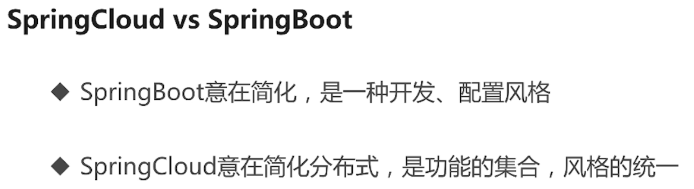 SpringCloud vs SpringBoot
◆ SpringBoot意在简化，是一种开发、配置风格
◆ SpringCloud意在简化分布式，是功能的集合，风格的统一